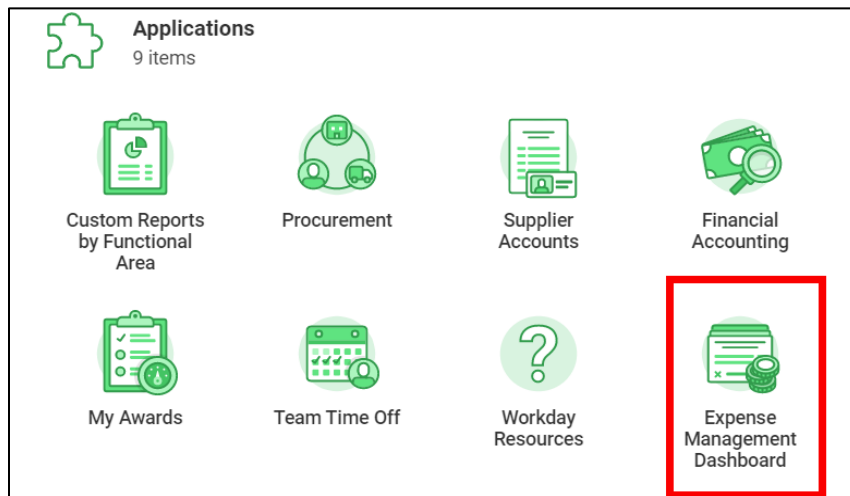 Applications
9 items
Custom Reports
by Functional
Area
Procurement
Supplier
Accounts
Financial
Accounting
My Awards
Team Time Off
Workday
Resources
Expense
Management
Dashboard